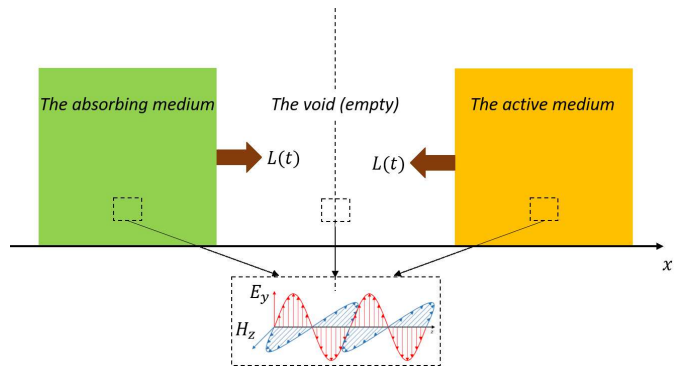 The absorbing medium
The void (empty)
The active medium
L(t)
L(t)
x
E_y
H_z